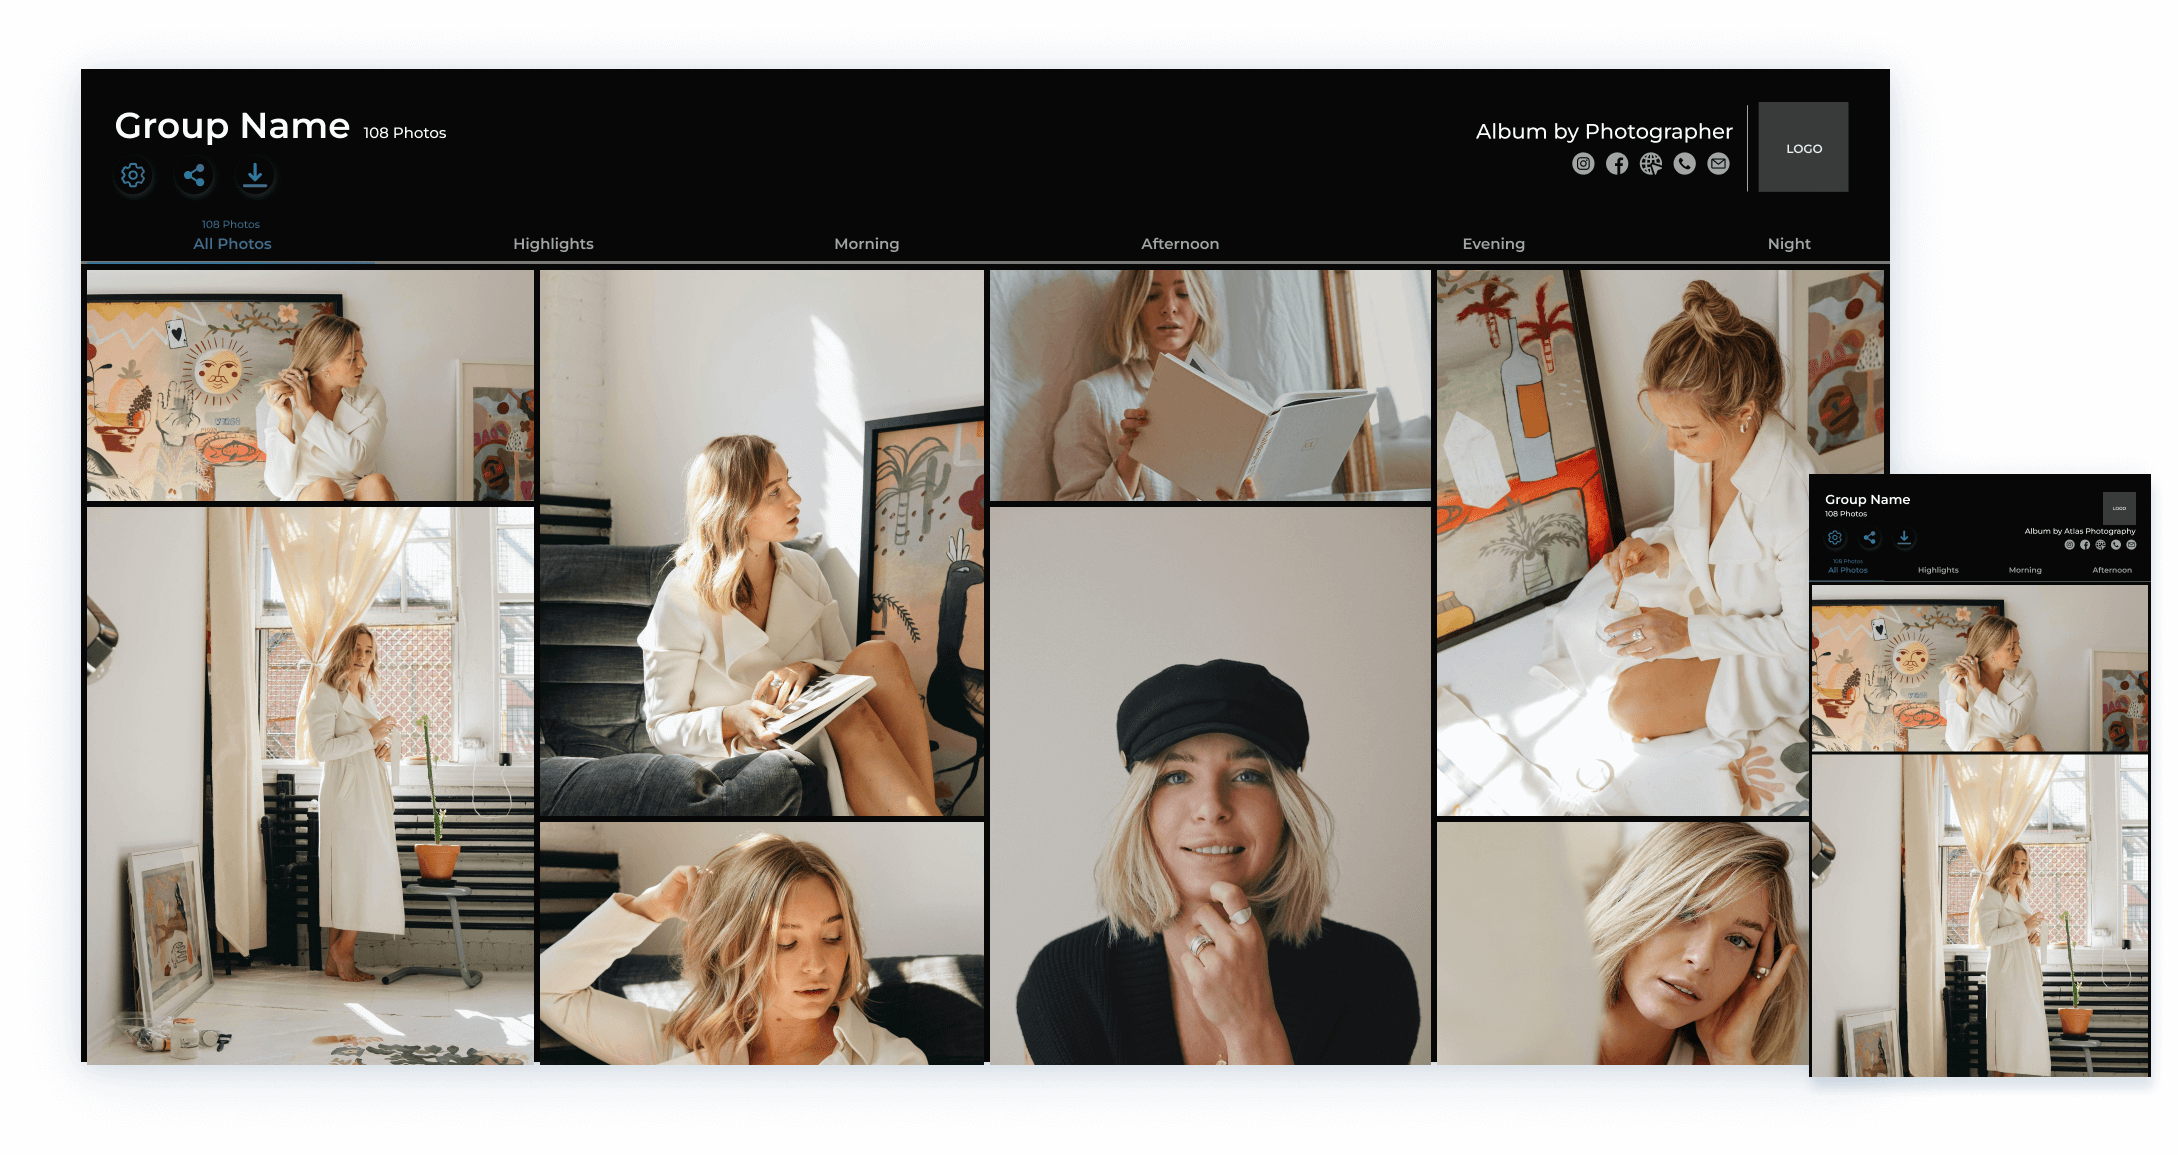 Group Name 108 Photos
Album by Photographer
LOGO
108 Photos
All Photos
Highlights
Morning
Afternoon
Evening
Night
Group Name
108 Photos
LOGO
Album by Atlas Photography
108 Photos
All Photos
Highlights
Morning
Afternoon